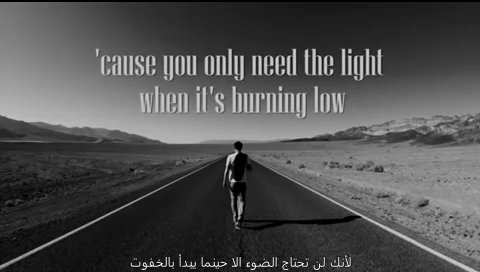 'cause you only need the light
when it's burning low
لأنك لن تحتاج الضوء الا حينما يبدأ بالخفوت